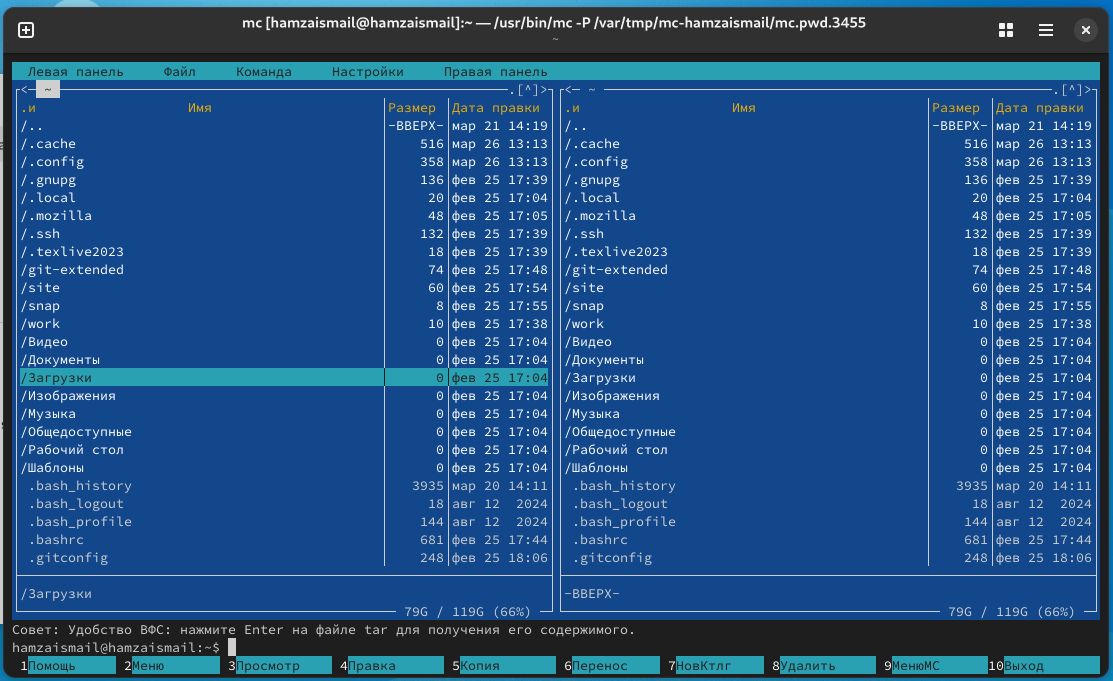 mc [hamzaismail@hamzaismail]:~ — /usr/bin/mc -P /var/tmp/mc-hamzaismail/mc.pwd.3455
~
Левая панель Файл Команда Настройки Правая панель
<─ ~ ─.[^]>
.и Имя Размер Дата правки
/.. -ВВЕРХ- мар 21 14:19
/.cache 516 мар 26 13:13
/.config 358 мар 26 13:13
/.gnupg 136 фев 25 17:39
/.local 20 фев 25 17:04
/.mozilla 48 фев 25 17:05
/.ssh 132 фев 25 17:39
/.texlive2023 18 фев 25 17:39
/git-extended 74 фев 25 17:48
/site 60 фев 25 17:54
/snap 8 фев 25 17:55
/work 10 фев 25 17:38
/Видео 0 фев 25 17:04
/Документы 0 фев 25 17:04
/Загрузки 0 фев 25 17:04
/Изображения 0 фев 25 17:04
/Музыка 0 фев 25 17:04
/Общедоступные 0 фев 25 17:04
/Рабочий стол 0 фев 25 17:04
/Шаблоны 0 фев 25 17:04
.bash_history 3935 мар 20 14:11
.bash_logout 18 авг 12 2024
.bash_profile 144 авг 12 2024
.bashrc 681 фев 25 17:44
.gitconfig 248 фев 25 18:06
/Загрузки
79G / 119G (66%)
<─ ~ ─.[^]>
.и Имя Размер Дата правки
/.. -ВВЕРХ- мар 21 14:19
/.cache 516 мар 26 13:13
/.config 358 мар 26 13:13
/.gnupg 136 фев 25 17:39
/.local 20 фев 25 17:04
/.mozilla 48 фев 25 17:05
/.ssh 132 фев 25 17:39
/.texlive2023 18 фев 25 17:39
/git-extended 74 фев 25 17:48
/site 60 фев 25 17:54
/snap 8 фев 25 17:55
/work 10 фев 25 17:38
/Видео 0 фев 25 17:04
/Документы 0 фев 25 17:04
/Загрузки 0 фев 25 17:04
/Изображения 0 фев 25 17:04
/Музыка 0 фев 25 17:04
/Общедоступные 0 фев 25 17:04
/Рабочий стол 0 фев 25 17:04
/Шаблоны 0 фев 25 17:04
.bash_history 3935 мар 20 14:11
.bash_logout 18 авг 12 2024
.bash_profile 144 авг 12 2024
.bashrc 681 фев 25 17:44
.gitconfig 248 фев 25 18:06
-ВВЕРХ-
79G / 119G (66%)
Совет: Удобство ВФС: нажмите Enter на файле tar для получения его содержимого.
hamzaismail@hamzaismail:~$
1Помощь 2Меню 3Просмотр 4Правка 5Копия 6Перенос 7НовКтлг 8Удалить 9МенюMC 10Выход